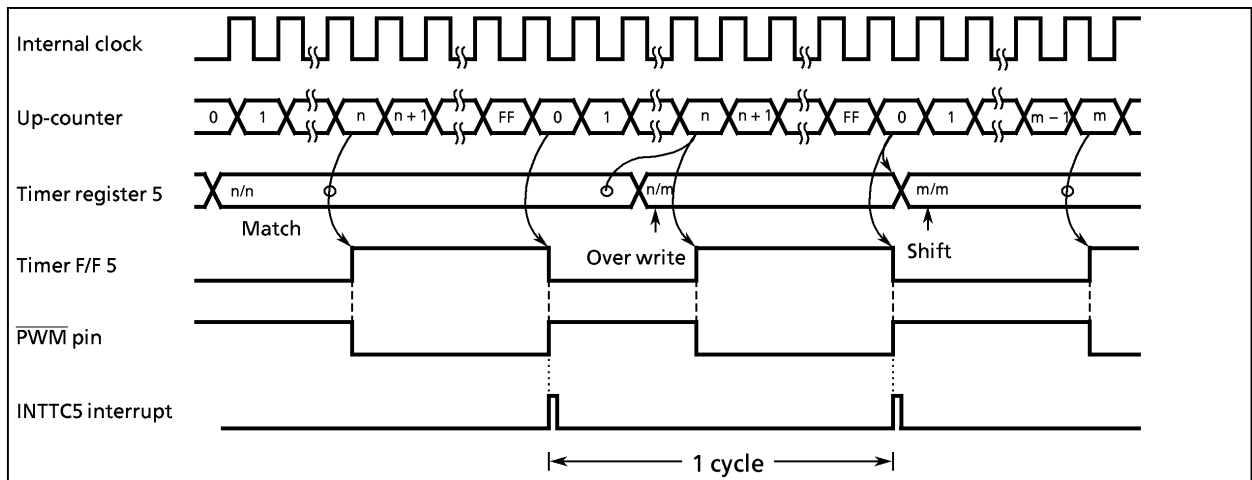 Internal clock
Up-counter 0 1 n n + 1 FF 0 1 n n + 1 FF 0 1 m − 1 m
Timer register 5 n/n n/m m/m
Match
Over write
Shift
Timer F/F 5
PWM pin
INTTC5 interrupt
1 cycle